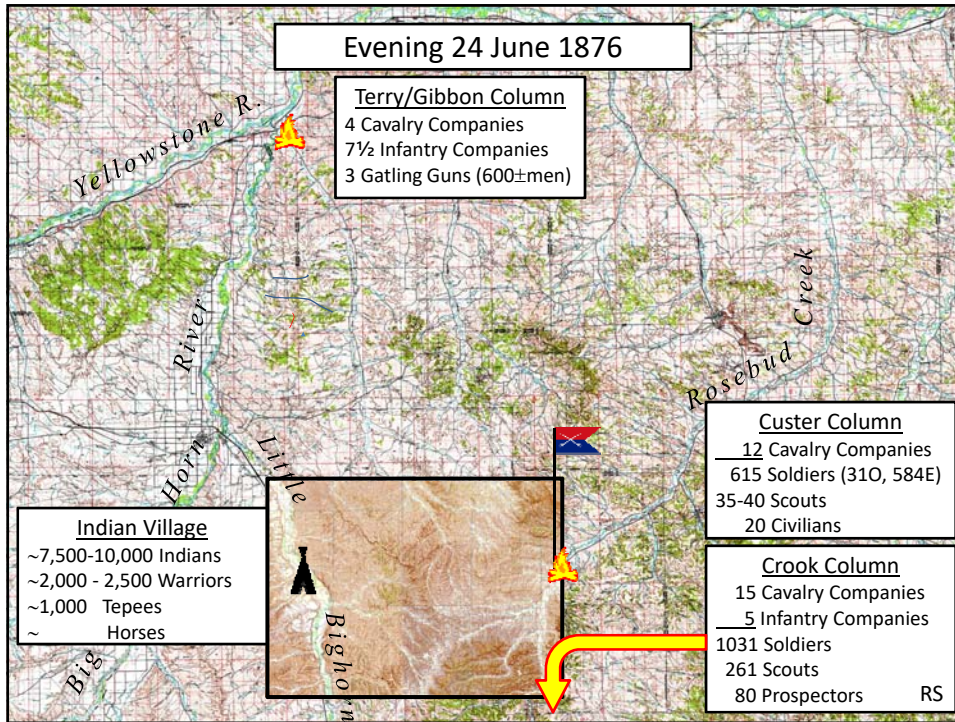 Evening 24 June 1876
Terry/Gibbon Column
4 Cavalry Companies
7½ Infantry Companies
3 Gatling Guns (600±men)
Yellowstone R.
River
Horn
Big
Little
Bighorn
Creek
Rosebud
Custer Column
12 Cavalry Companies
615 Soldiers (31O, 584E)
35-40 Scouts
20 Civilians
Indian Village
~7,500-10,000 Indians
~2,000 - 2,500 Warriors
~1,000 Tepees
~ Horses
Crook Column
15 Cavalry Companies
5 Infantry Companies
1031 Soldiers
261 Scouts
80 Prospectors
RS